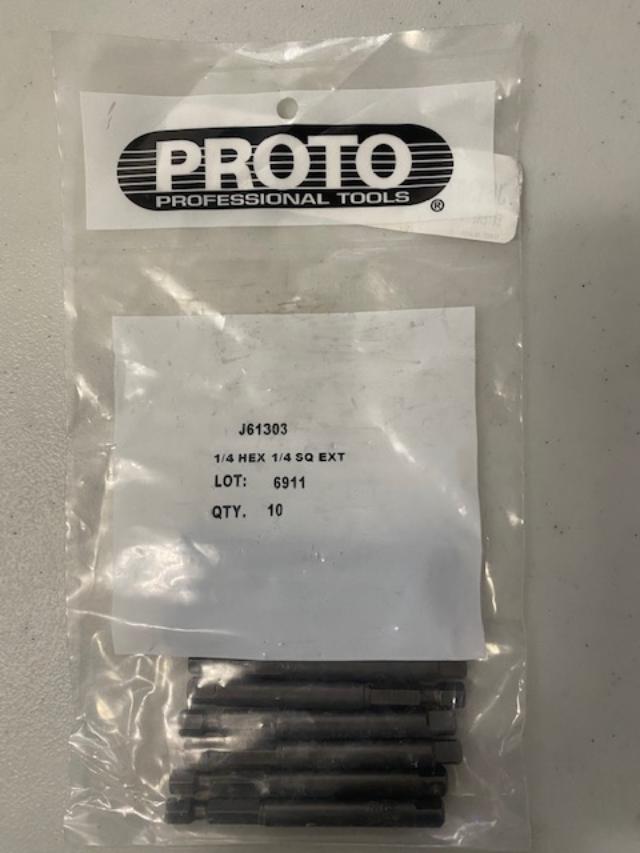 PROTO
PROFESSIONAL TOOLS ®
J61303
1/4 HEX 1/4 SQ EXT
LOT: 6911
QTY. 10